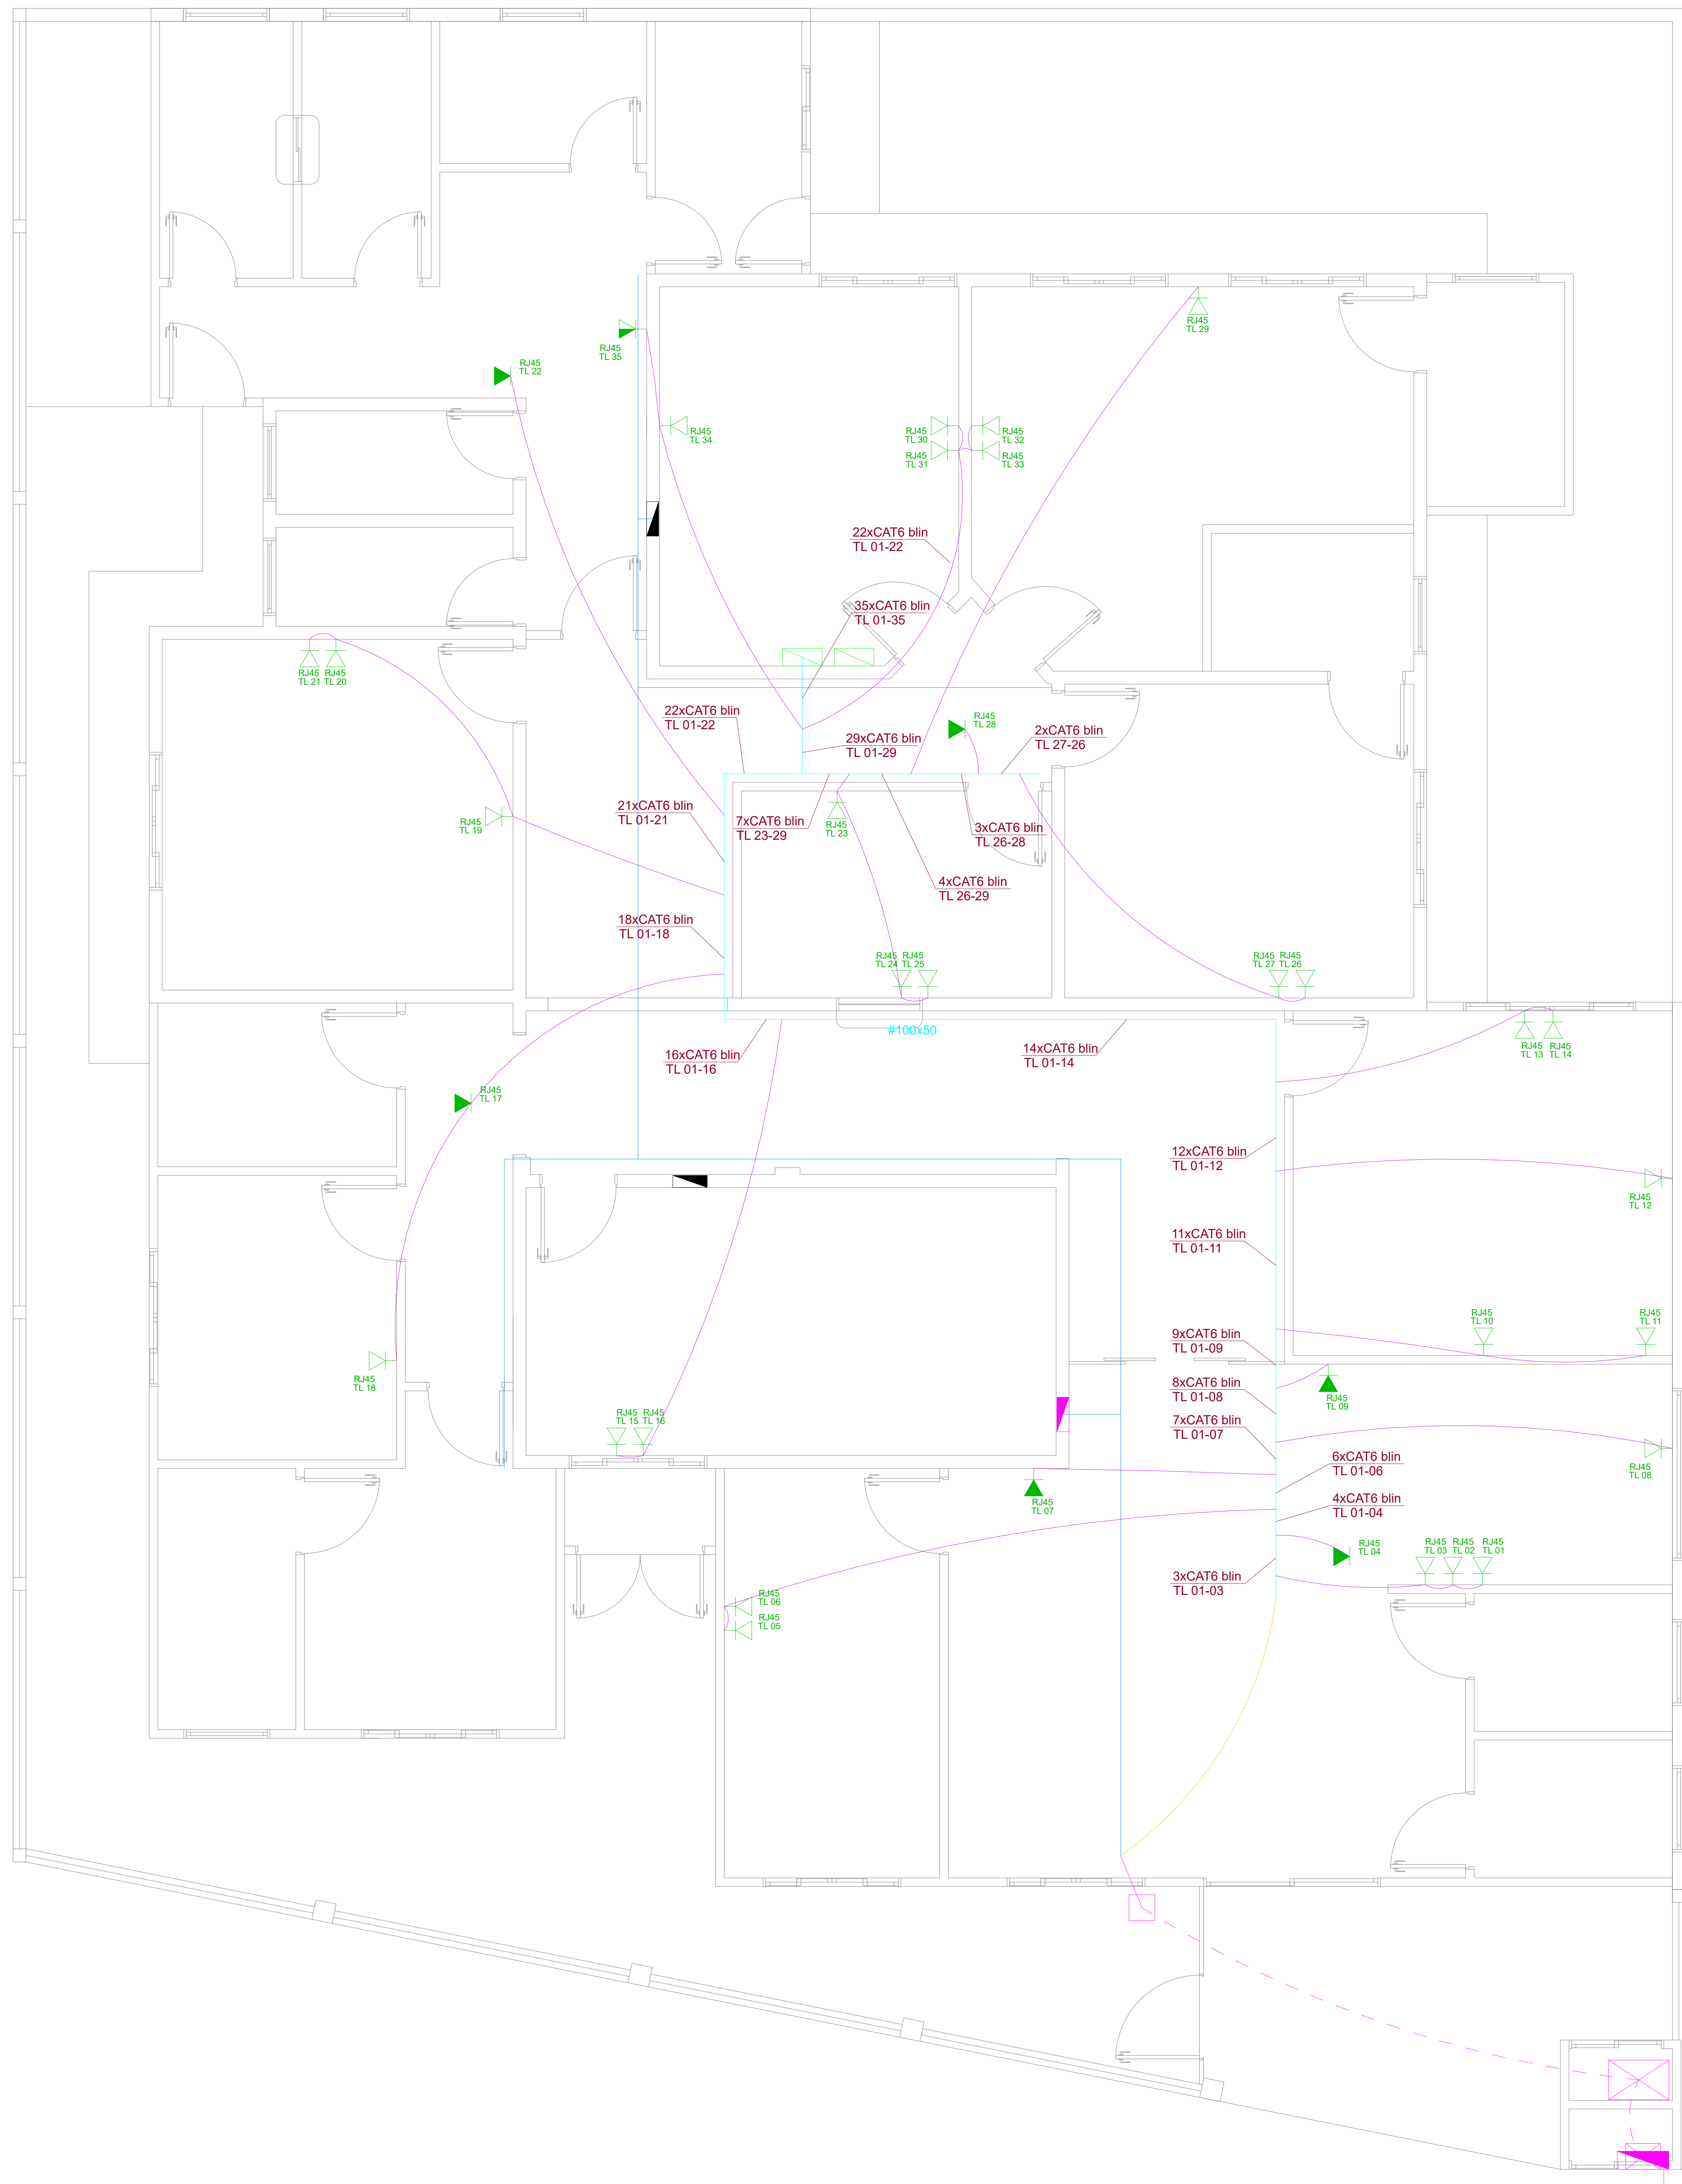 RJ45
TL 29
RJ45
TL 35
RJ45
TL 22
RJ45
TL 34
RJ45
TL 30
RJ45
TL 32
RJ45
TL 31
RJ45
TL 33
22xCAT6 blin
TL 01-22
35xCAT6 blin
TL 01-35
RJ45
TL 21
RJ45
TL 20
22xCAT6 blin
TL 01-22
RJ45
TL 28
29xCAT6 blin
TL 01-29
2xCAT6 blin
TL 27-26
21xCAT6 blin
TL 01-21
RJ45
TL 19
7xCAT6 blin
TL 23-29
RJ45
TL 23
3xCAT6 blin
TL 26-28
4xCAT6 blin
TL 26-29
18xCAT6 blin
TL 01-18
RJ45
TL 24
RJ45
TL 25
RJ45
TL 27
RJ45
TL 26
#100x50
16xCAT6 blin
TL 01-16
14xCAT6 blin
TL 01-14
RJ45
TL 13
RJ45
TL 14
RJ45
TL 17
12xCAT6 blin
TL 01-12
RJ45
TL 12
11xCAT6 blin
TL 01-11
RJ45
TL 10
RJ45
TL 11
9xCAT6 blin
TL 01-09
RJ45
TL 18
8xCAT6 blin
TL 01-08
RJ45
TL 09
RJ45
TL 15
RJ45
TL 16
7xCAT6 blin
TL 01-07
6xCAT6 blin
TL 01-06
RJ45
TL 08
RJ45
TL 07
4xCAT6 blin
TL 01-04
RJ45
TL 04
RJ45
TL 03
RJ45
TL 02
RJ45
TL 01
3xCAT6 blin
TL 01-03
RJ45
TL 06
RJ45
TL 05